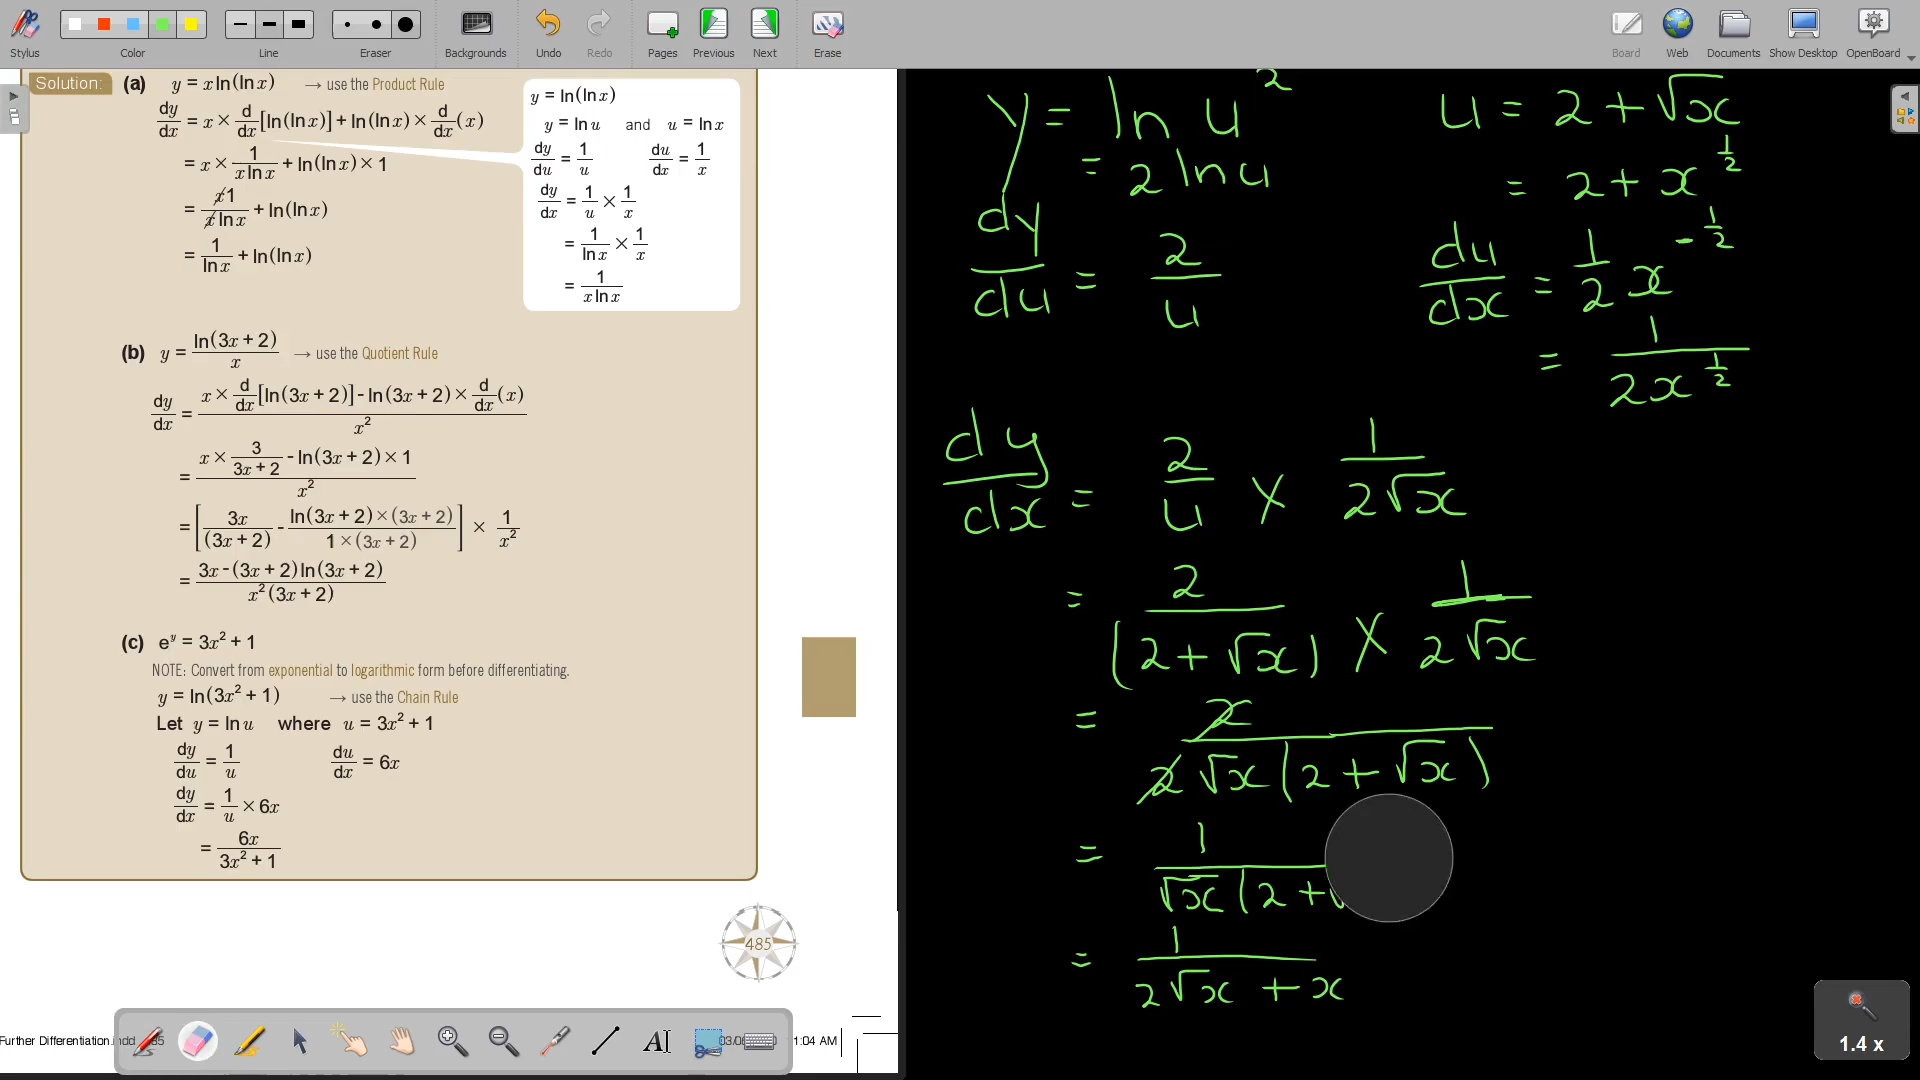 Stylus Color Line Eraser Backgrounds Undo Redo Pages Previous Next Erase Board Web Documents Show Desktop OpenBoard
Solution: (a) y = x ln(ln x) → use the Product Rule
dy/dx = x × d/dx[ln(ln x)] + ln(ln x) × d/dx(x)
= x × 1/(x ln x) + ln(ln x) × 1
= x1/(x ln x) + ln(ln x)
= 1/(ln x) + ln(ln x)
y = ln(ln x)
y = ln u and u = ln x
dy/du = 1/u du/dx = 1/x
dy/dx = 1/u × 1/x
= 1/(ln x) × 1/x
= 1/(x ln x)
(b) y = ln(3x + 2)/x → use the Quotient Rule
dy/dx = (x × d/dx[ln(3x + 2)] - ln(3x + 2) × d/dx(x))/x²
= (x × 3/(3x + 2) - ln(3x + 2) × 1)/x²
= [3x/(3x + 2) - (ln(3x + 2) × (3x + 2))/(1 × (3x + 2))] × 1/x²
= (3x - (3x + 2)ln(3x + 2))/(x²(3x + 2))
(c) eʸ = 3x² + 1
NOTE: Convert from exponential to logarithmic form before differentiating.
y = ln(3x² + 1) → use the Chain Rule
Let y = ln u where u = 3x² + 1
dy/du = 1/u du/dx = 6x
dy/dx = 1/u × 6x
= 6x/(3x² + 1)
485
Further Differentiation.indd 1:04 AM
y = ln u² u = 2 + √x
= 2 ln u = 2 + x^(1/2)
dy/du = 2/u du/dx = 1/2 x^(-1/2)
= 1/(2x^(1/2))
dy/dx = 2/u × 1/(2√x)
= 2/(2 + √x) × 1/(2√x)
= 2/(2√x(2 + √x))
= 1/(√x(2 +
= 1/(2√x + x)
1.4 x